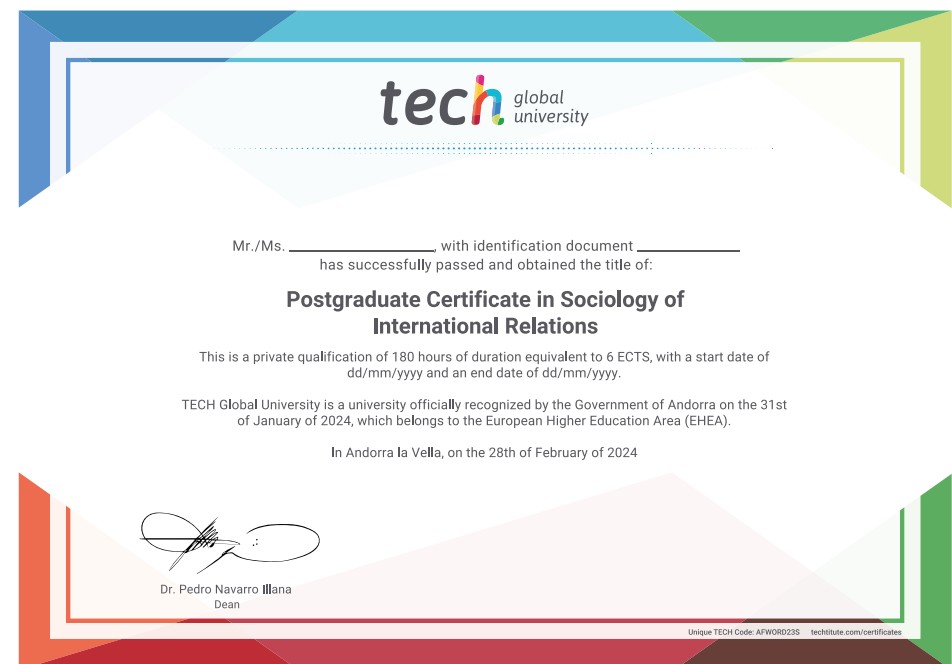 tech global university
Mr./Ms. ____________, with identification document ____________
has successfully passed and obtained the title of:
Postgraduate Certificate in Sociology of
International Relations
This is a private qualification of 180 hours of duration equivalent to 6 ECTS, with a start date of
dd/mm/yyyy and an end date of dd/mm/yyyy.
TECH Global University is a university officially recognized by the Government of Andorra on the 31st
of January of 2024, which belongs to the European Higher Education Area (EHEA).
In Andorra la Vella, on the 28th of February of 2024
Dr. Pedro Navarro Illana
Dean
Unique TECH Code: AFWORD23S techtitute.com/certificates